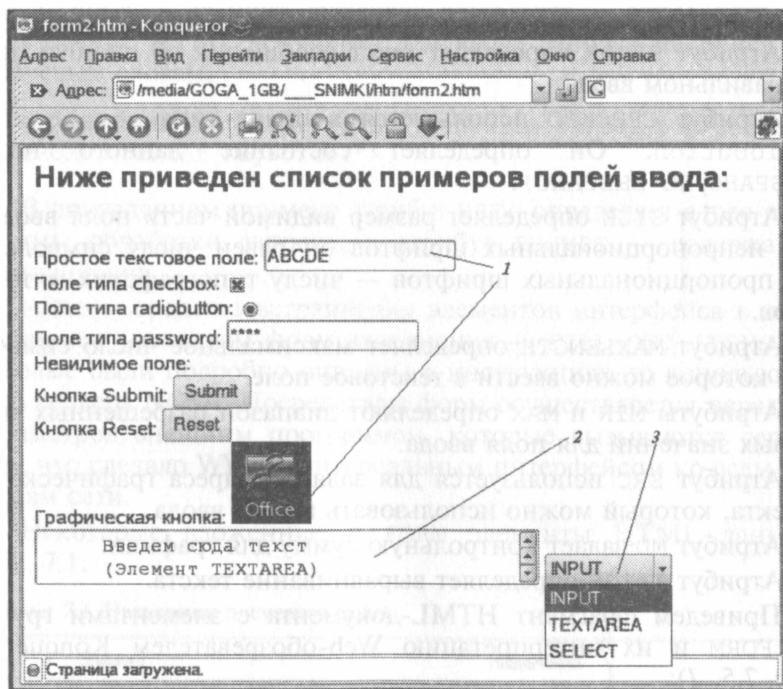 form2.htm - Konqueror
Адрес Правка Вид Перейти Закладки Сервис Настройка Окно Справка
Адрес: /media/GOGA_1GB/___SNIMKI/htm/form2.htm
Ниже приведен список примеров полей ввода:
Простое текстовое поле: ABCDE
1
Поле типа checkbox:
Поле типа radiobutton:
Поле типа password: ****
Невидимое поле:
Кнопка Submit: Submit
Кнопка Reset: Reset
2 3
Office
Графическая кнопка:
Введен сюда текст
(Элемент TEXTAREA)
INPUT
INPUT
TEXTAREA
SELECT
Страница загружена.